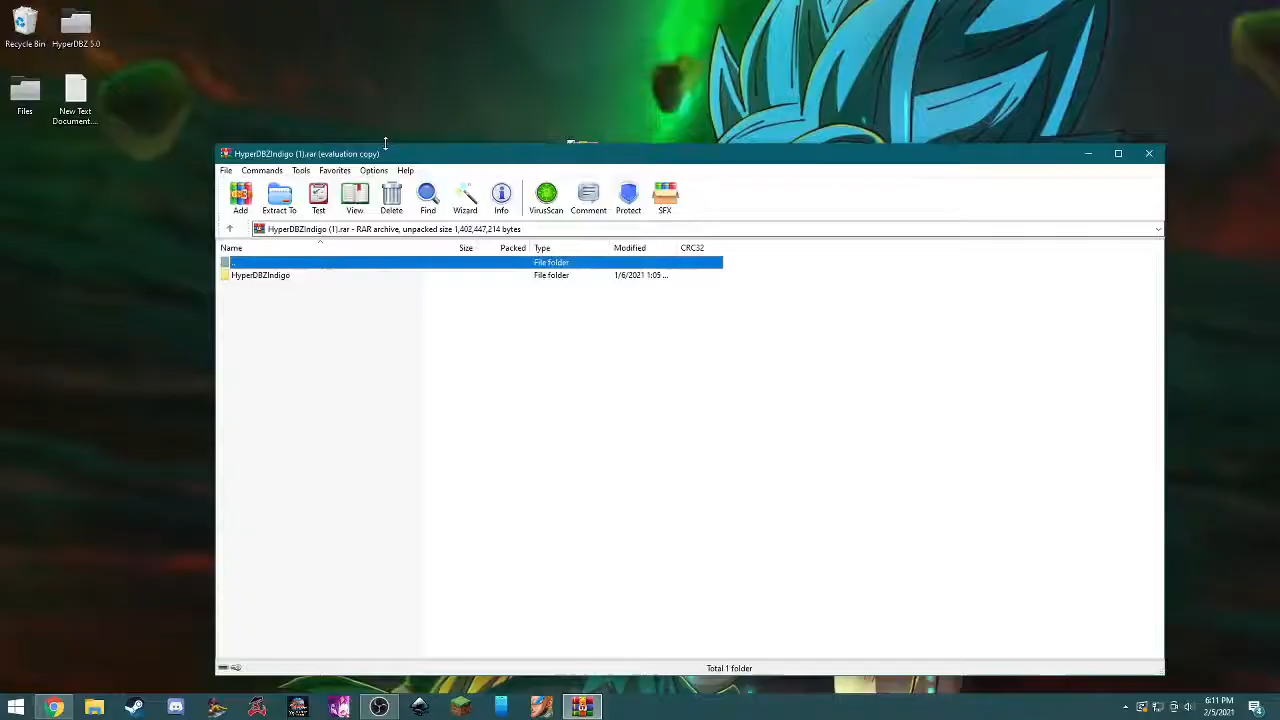 Recycle Bin
HyperDBZ 5.0
Files
New Text
Document....
HyperDBZIndigo (1).rar (evaluation copy)
File Commands Tools Favorites Options Help
Add Extract To Test View Delete Find Wizard Info VirusScan Comment Protect SFX
HyperDBZIndigo (1).rar - RAR archive, unpacked size 1,402,447,214 bytes
Name Size Packed Type Modified CRC32
.. File folder
HyperDBZIndigo File folder 1/6/2021 1:05 ...
Total 1 folder
6:11 PM
2/5/2021